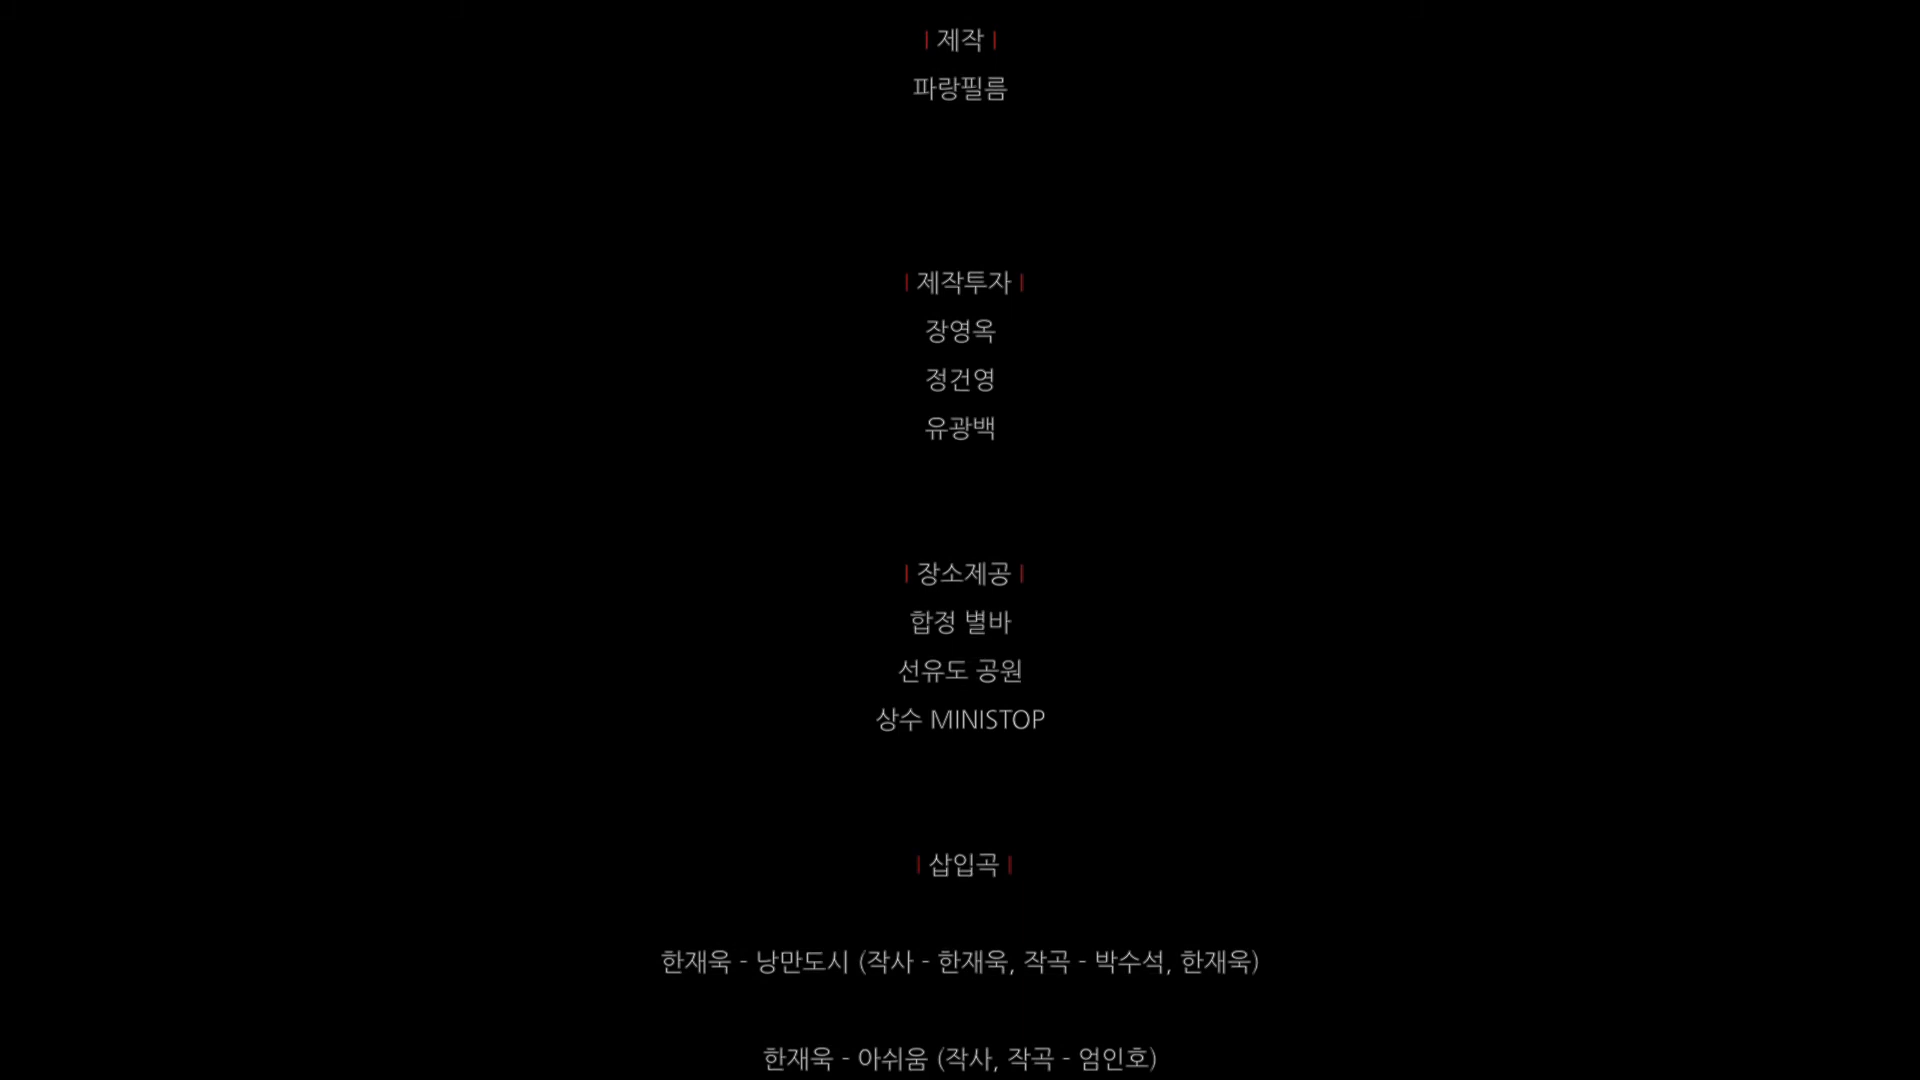 | 제작 |
파랑필름
| 제작투자 |
장영옥
정건영
유광백
| 장소제공 |
합정 별바
선유도 공원
상수 MINISTOP
| 삽입곡 |
한재욱 - 낭만도시 (작사 - 한재욱, 작곡 - 박수석, 한재욱)
한재욱 - 아쉬움 (작사, 작곡 - 엄인호)